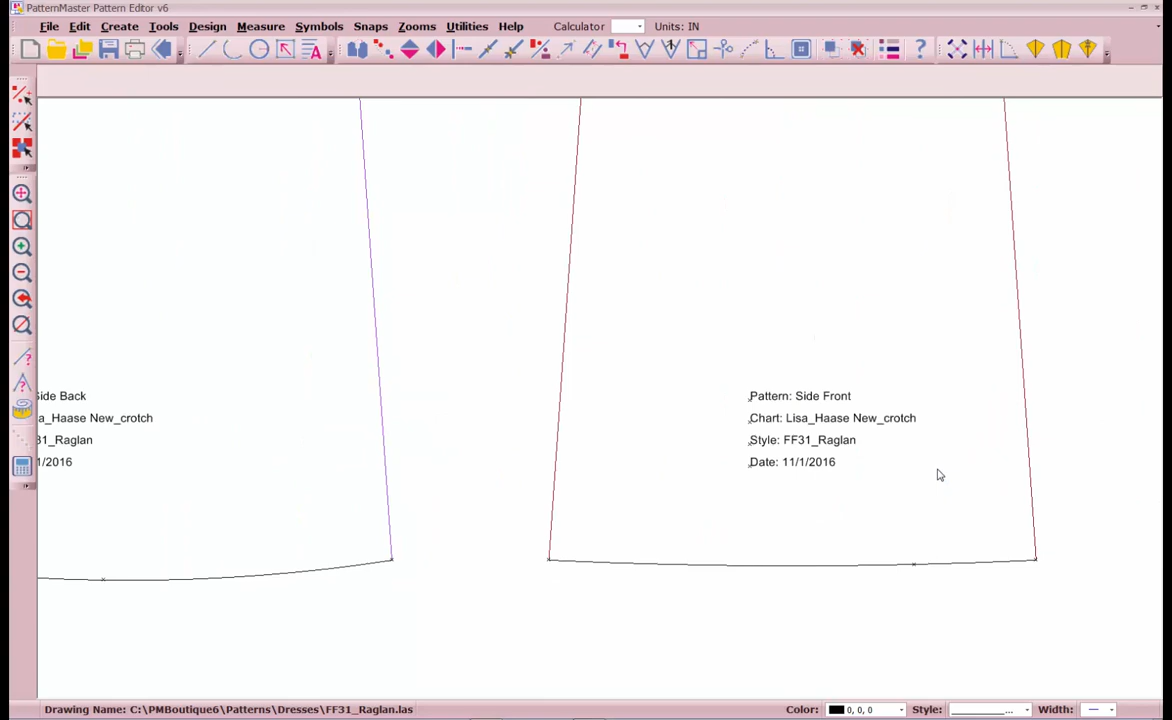 PatternMaster Pattern Editor v6
File Edit Create Tools Design Measure Symbols Snaps Zooms Utilities Help Calculator Units: IN
Side Back
a_Haase New_crotch
31_Raglan
1/2016
Pattern: Side Front
Chart: Lisa_Haase New_crotch
Style: FF31_Raglan
Date: 11/1/2016
Drawing Name: C:\PMBoutique6\Patterns\Dresses\FF31_Raglan.las Color: 0, 0, 0 Style: ... Width: